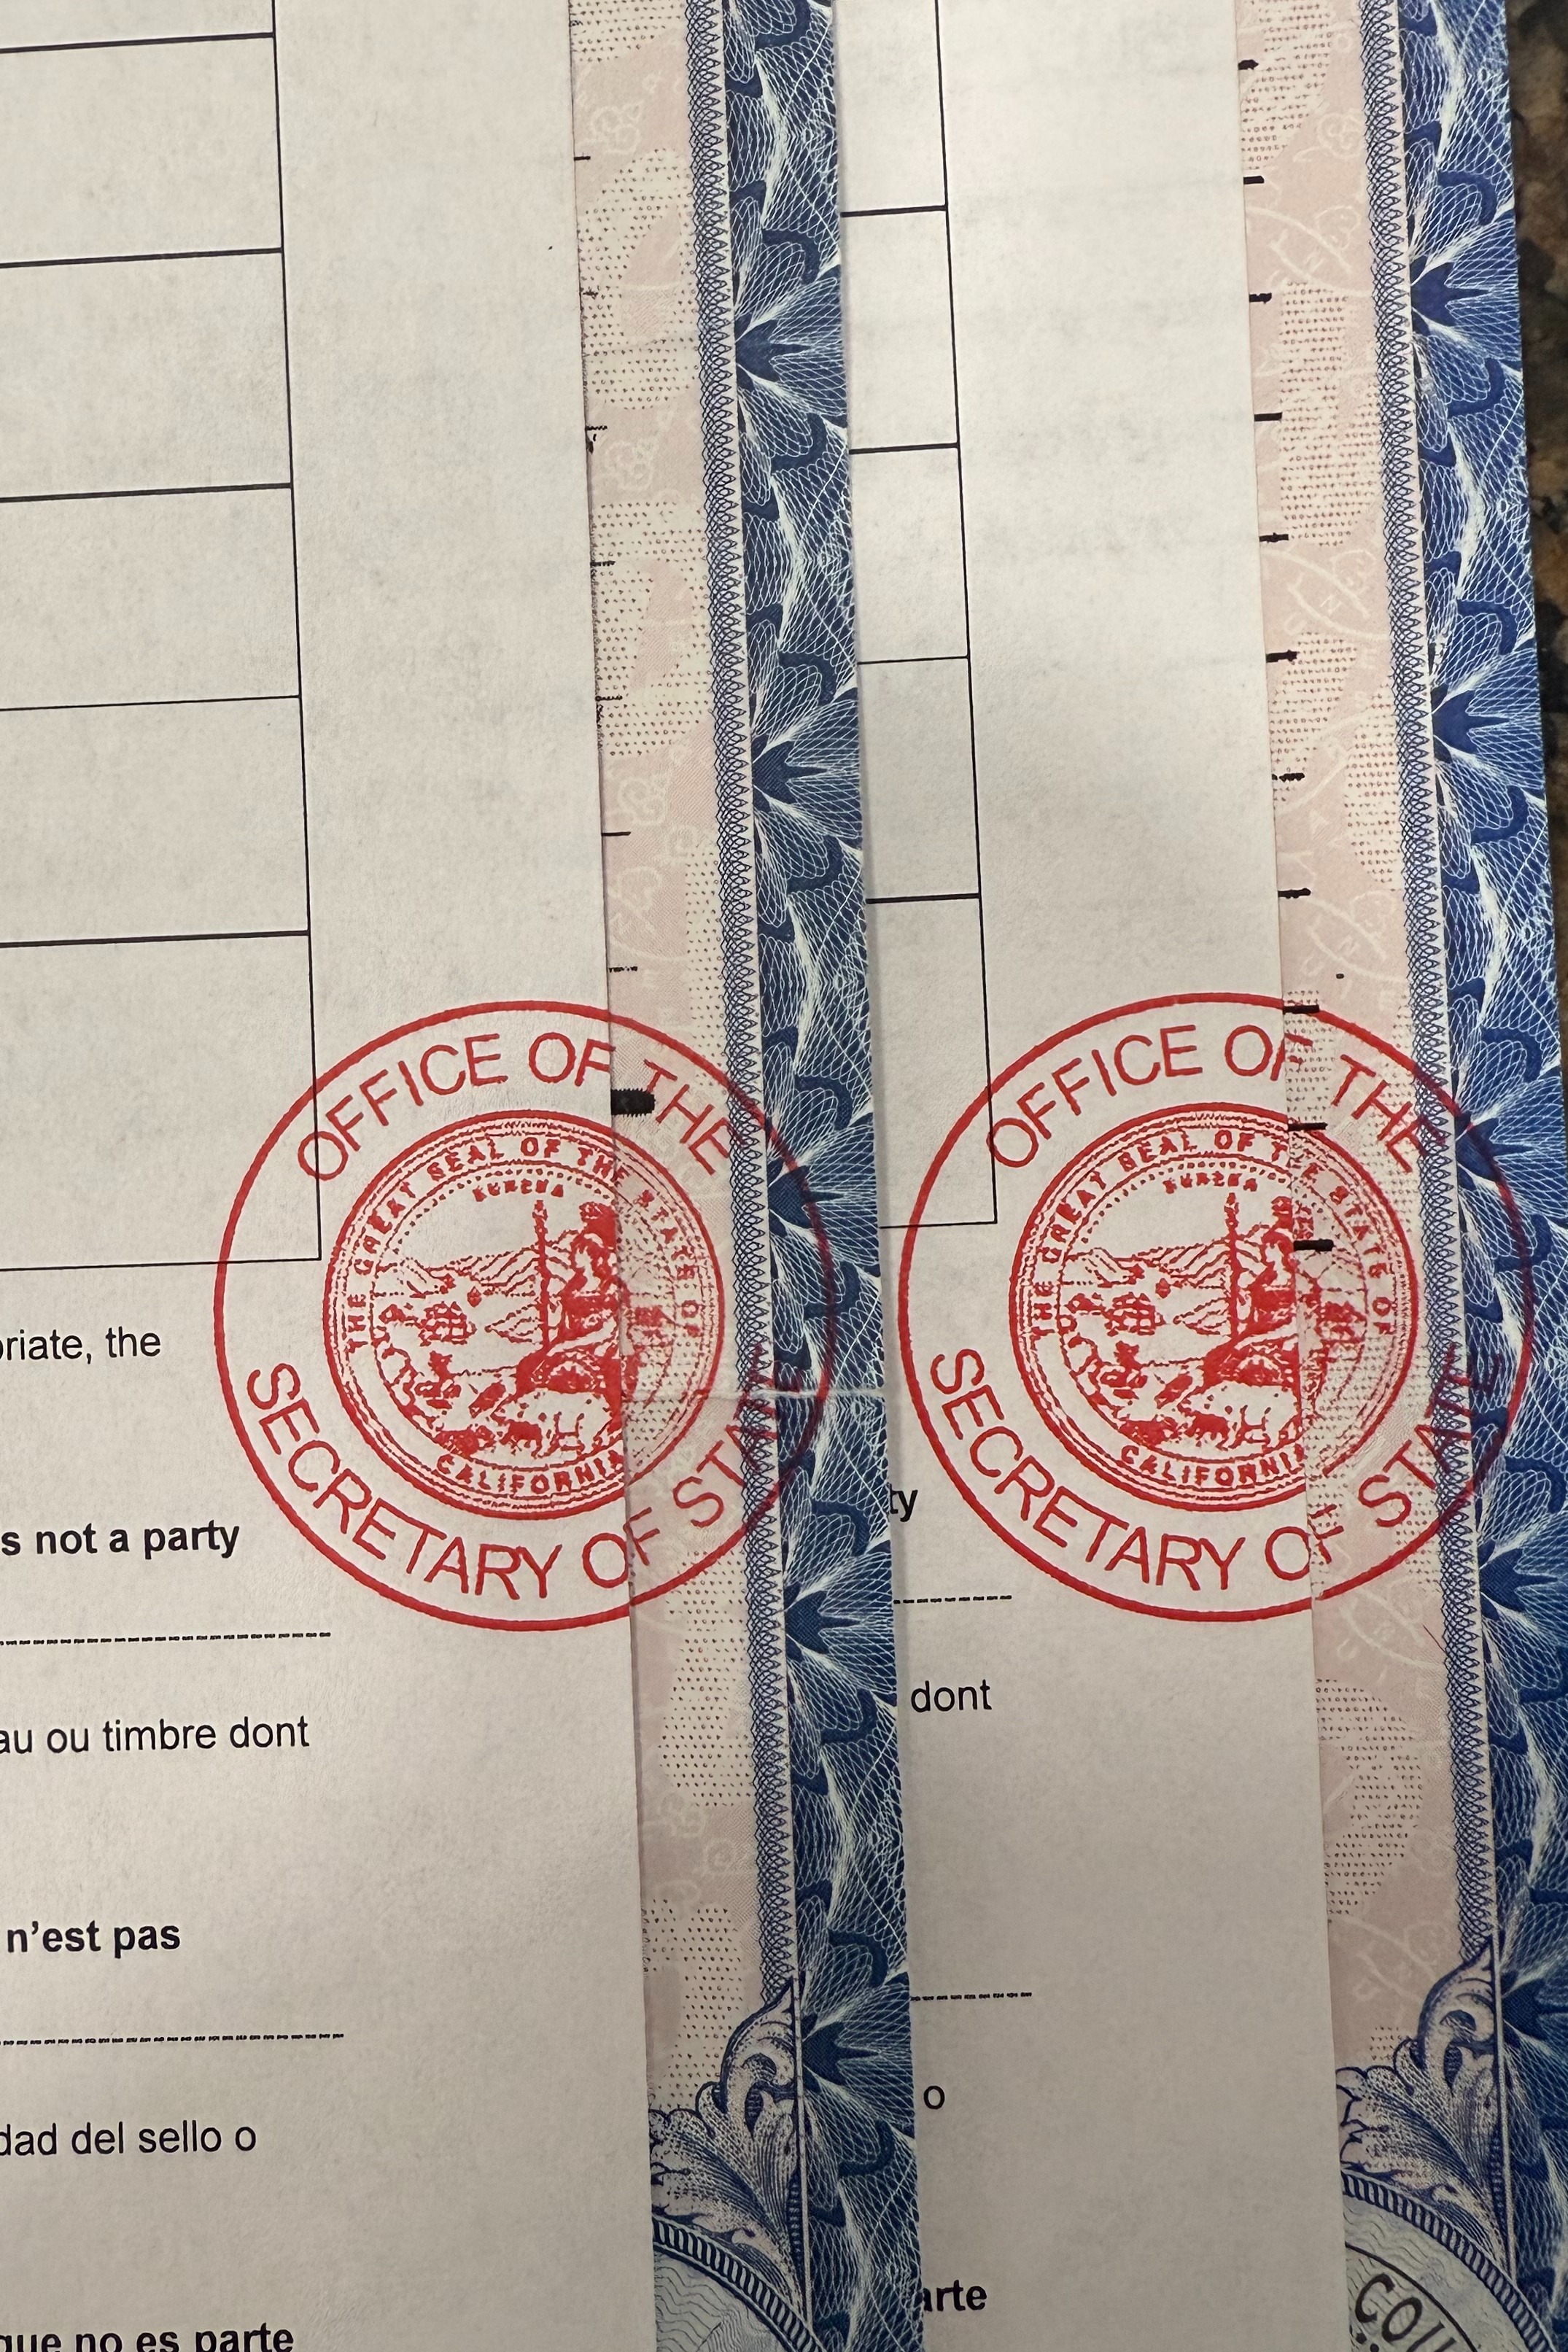 OFFICE OF THE
THE GREAT SEAL OF THE STATE OF
EUREKA
CALIFORNIA
SECRETARY OF STATE
riate, the
s not a party
au ou timbre dont
n’est pas
dad del sello o
que no es parte
OFFICE OF THE
THE GREAT SEAL OF THE STATE OF
EUREKA
CALIFORNIA
SECRETARY OF STATE
ty
dont
o
arte
COU